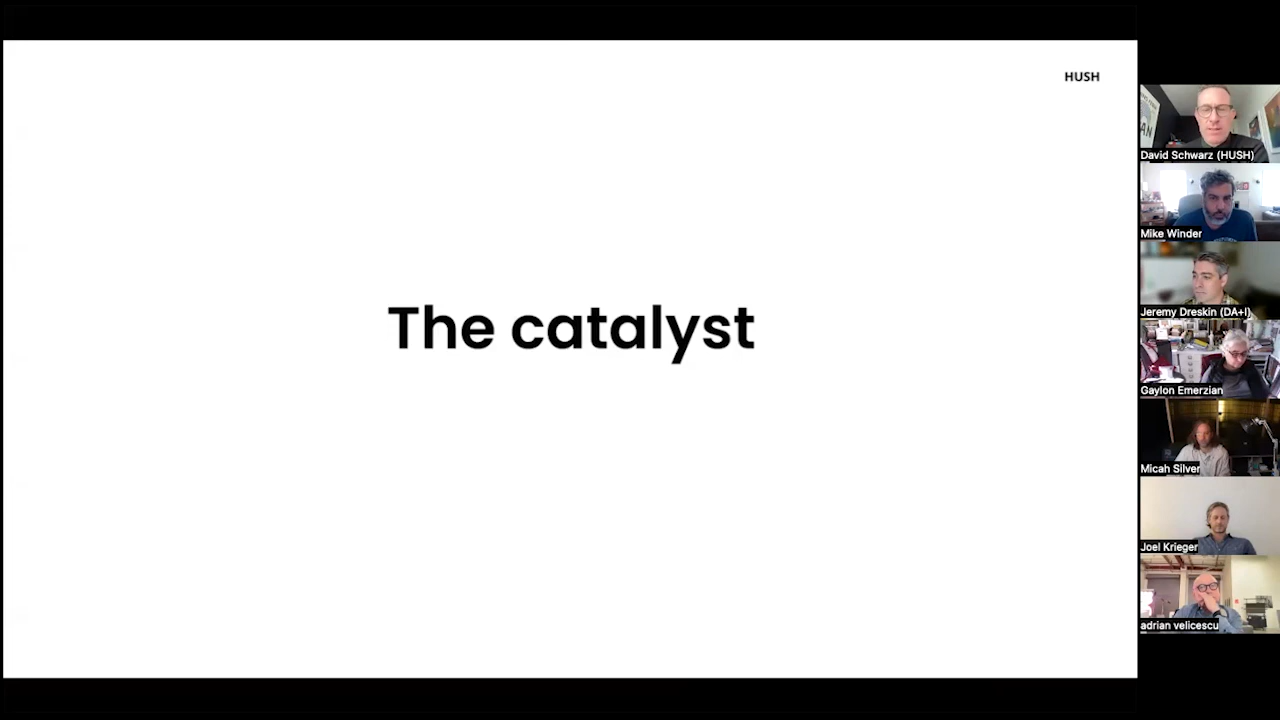 HUSH
The catalyst
AN
David Schwarz (HUSH)
Mike Winder
Jeremy Dreskin (DA+I)
Gaylon Emerzian
Micah Silver
Joel Krieger
adrian velicescu